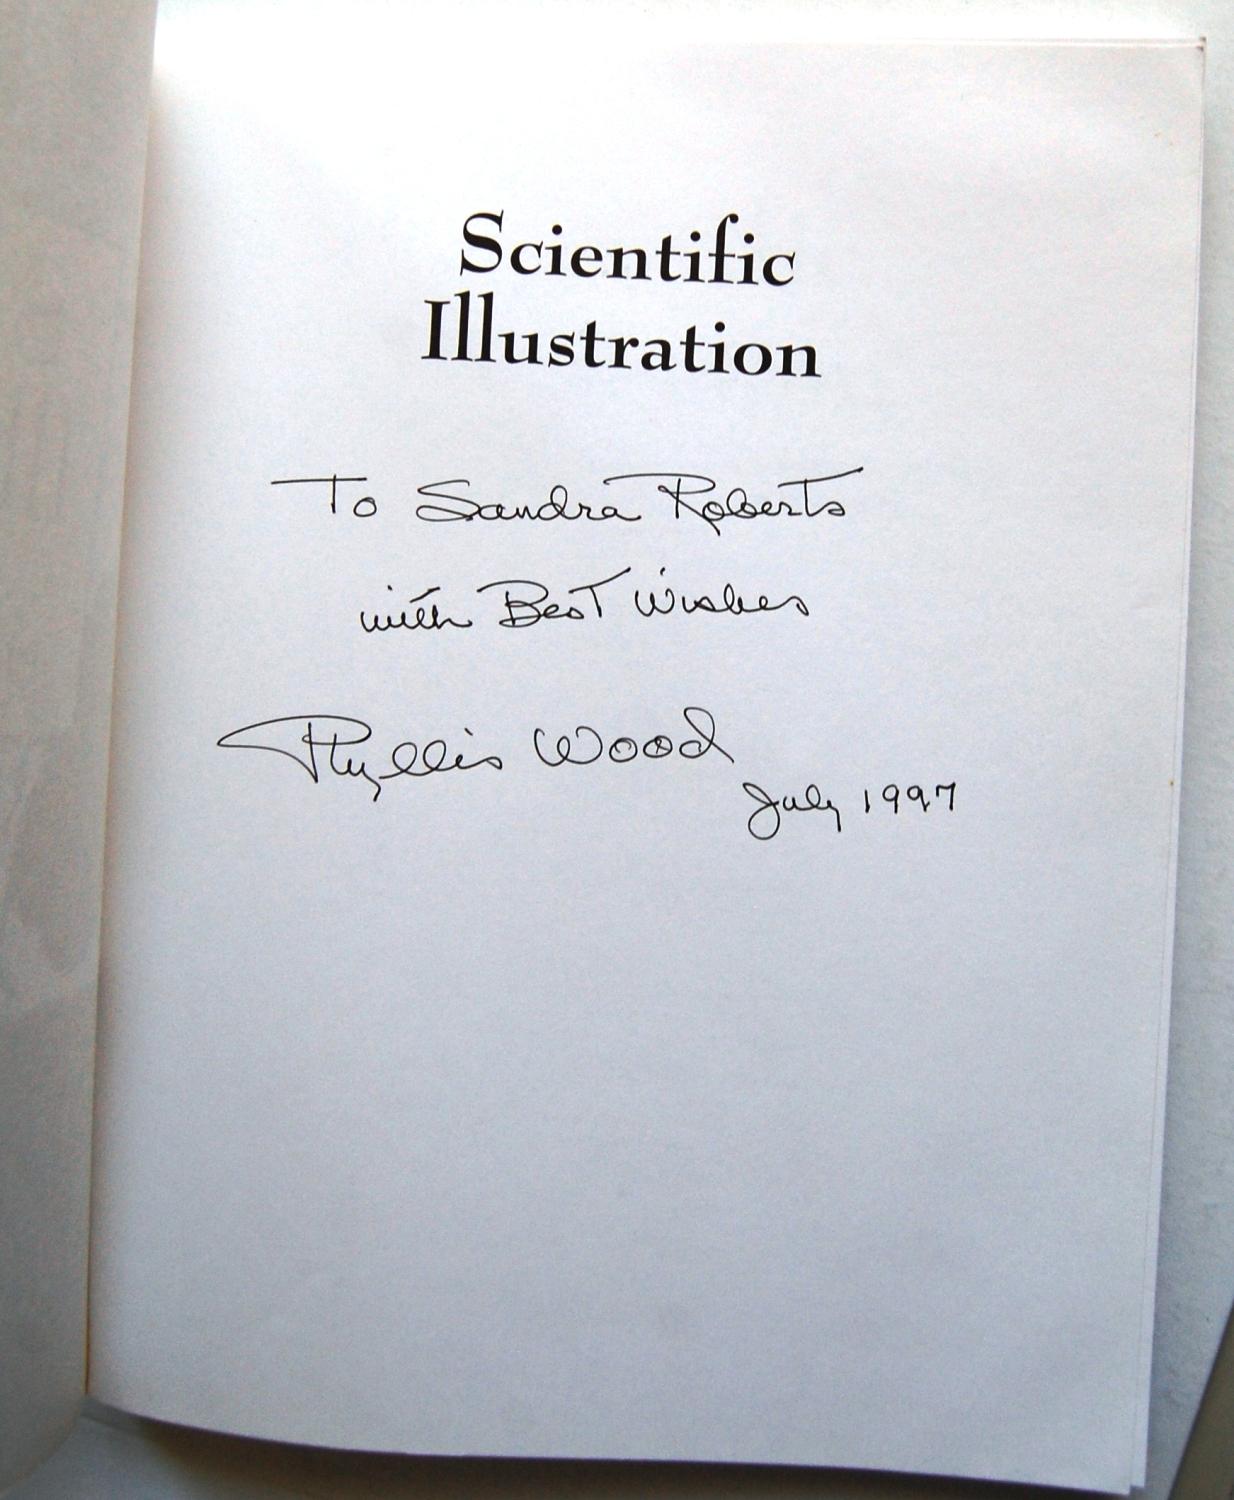 Scientific
Illustration
To Sandra Roberts
with Best Wishes
Phyllis Wood
July 1997